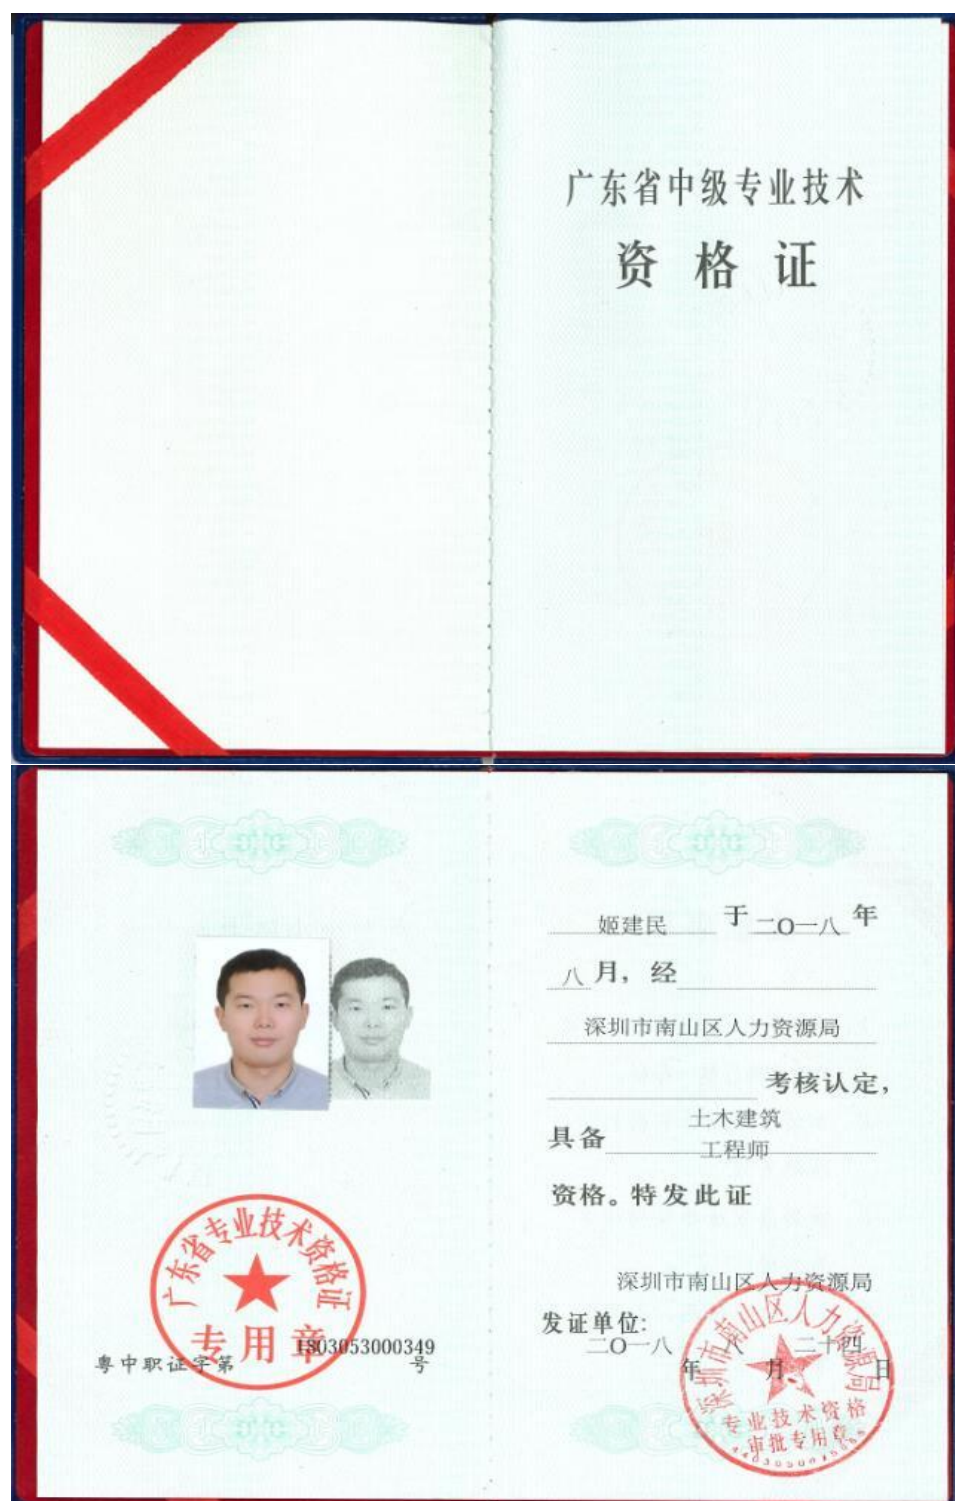 广东省中级专业技术
资格证
姬建民 于 二〇一八 年
八 月，经
深圳市南山区人力资源局
考核认定，
具备 土木建筑
工程师
资格。特发此证
深圳市南山区人力资源局
发证单位：
二〇一八 年 八 月 二十四 日
广东省专业技术资格证
专用章
粤中职证字第 1803053000349 号
深圳市南山区人力资源局
专业技术资格
审批专用章